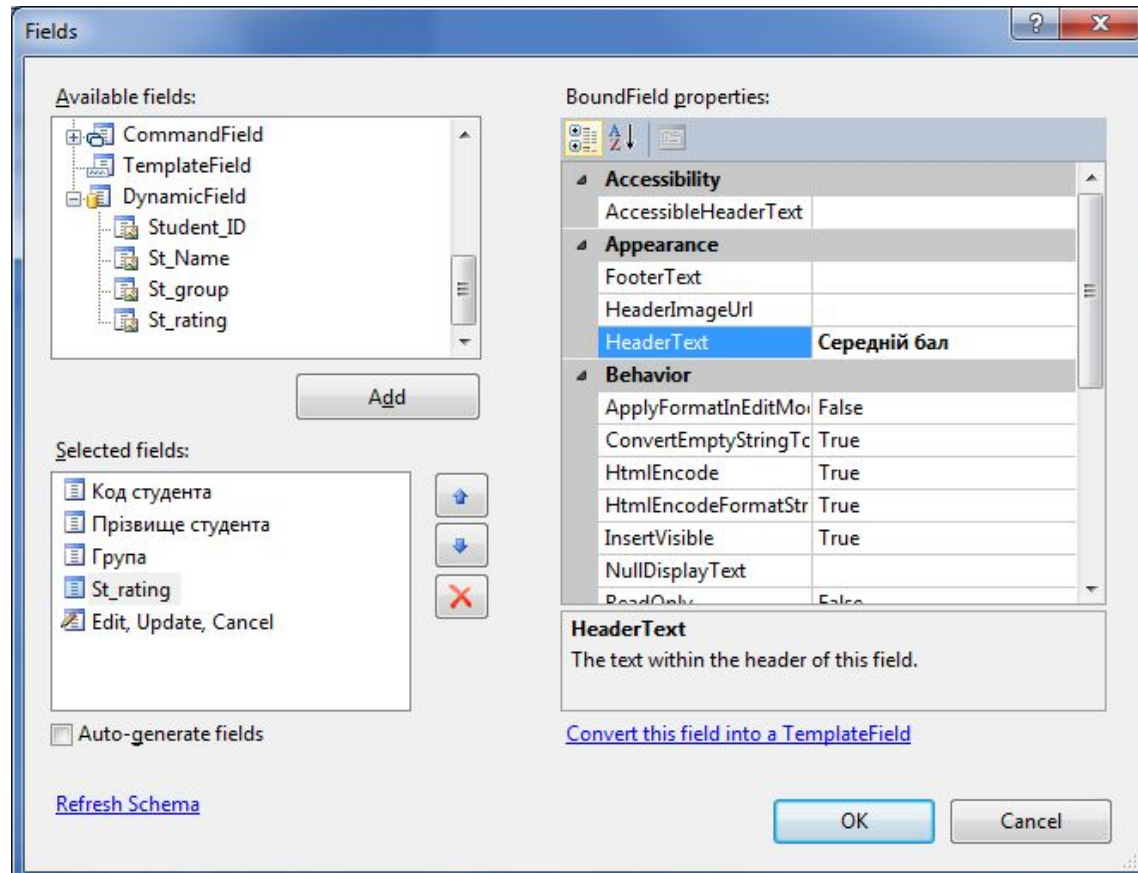 Fields
Available fields:
CommandField
TemplateField
DynamicField
Student_ID
St_Name
St_group
St_rating
Add
Selected fields:
Код студента
Прізвище студента
Група
St_rating
Edit, Update, Cancel
Auto-generate fields
Refresh Schema
BoundField properties:
Accessibility
AccessibleHeaderText
Appearance
FooterText
HeaderImageUrl
HeaderText Середній бал
Behavior
ApplyFormatInEditMo False
ConvertEmptyStringTo True
HtmlEncode True
HtmlEncodeFormatStr True
InsertVisible True
NullDisplayText
ReadOnly False
HeaderText
The text within the header of this field.
Convert this field into a TemplateField
OK Cancel